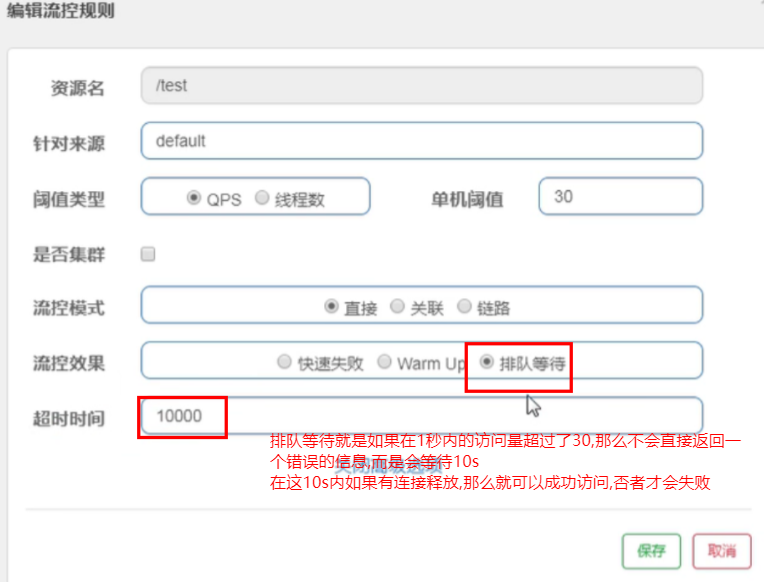 编辑流控规则
资源名 /test
针对来源 default
阈值类型 QPS 线程数 单机阈值 30
是否集群
流控模式 直接 关联 链路
流控效果 快速失败 Warm Up 排队等待
超时时间 10000
排队等待就是如果在1秒内的访问量超过了30,那么不会直接返回一
个错误的信息,而是会等待10s
关闭高级选项
在这10s内如果有连接释放,那么就可以成功访问,否者才会失败
保存 取消